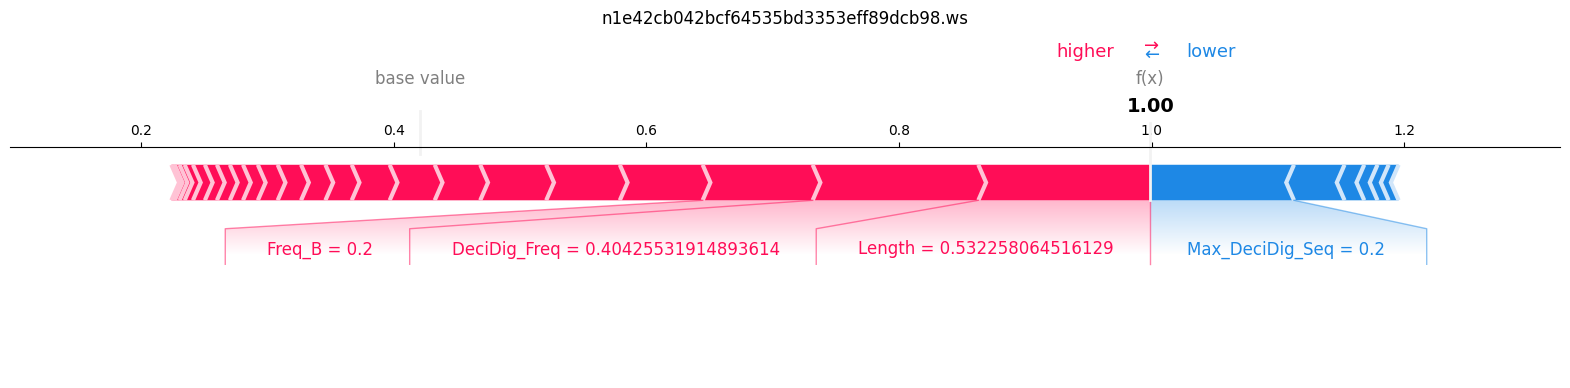 n1e42cb042bcf64535bd3353eff89dcb98.ws
higher → ← lower
base value f(x)
1.00
0.2 0.4 0.6 0.8 1.0 1.2
Freq_B = 0.2 DeciDig_Freq = 0.40425531914893614 Length = 0.532258064516129 Max_DeciDig_Seq = 0.2